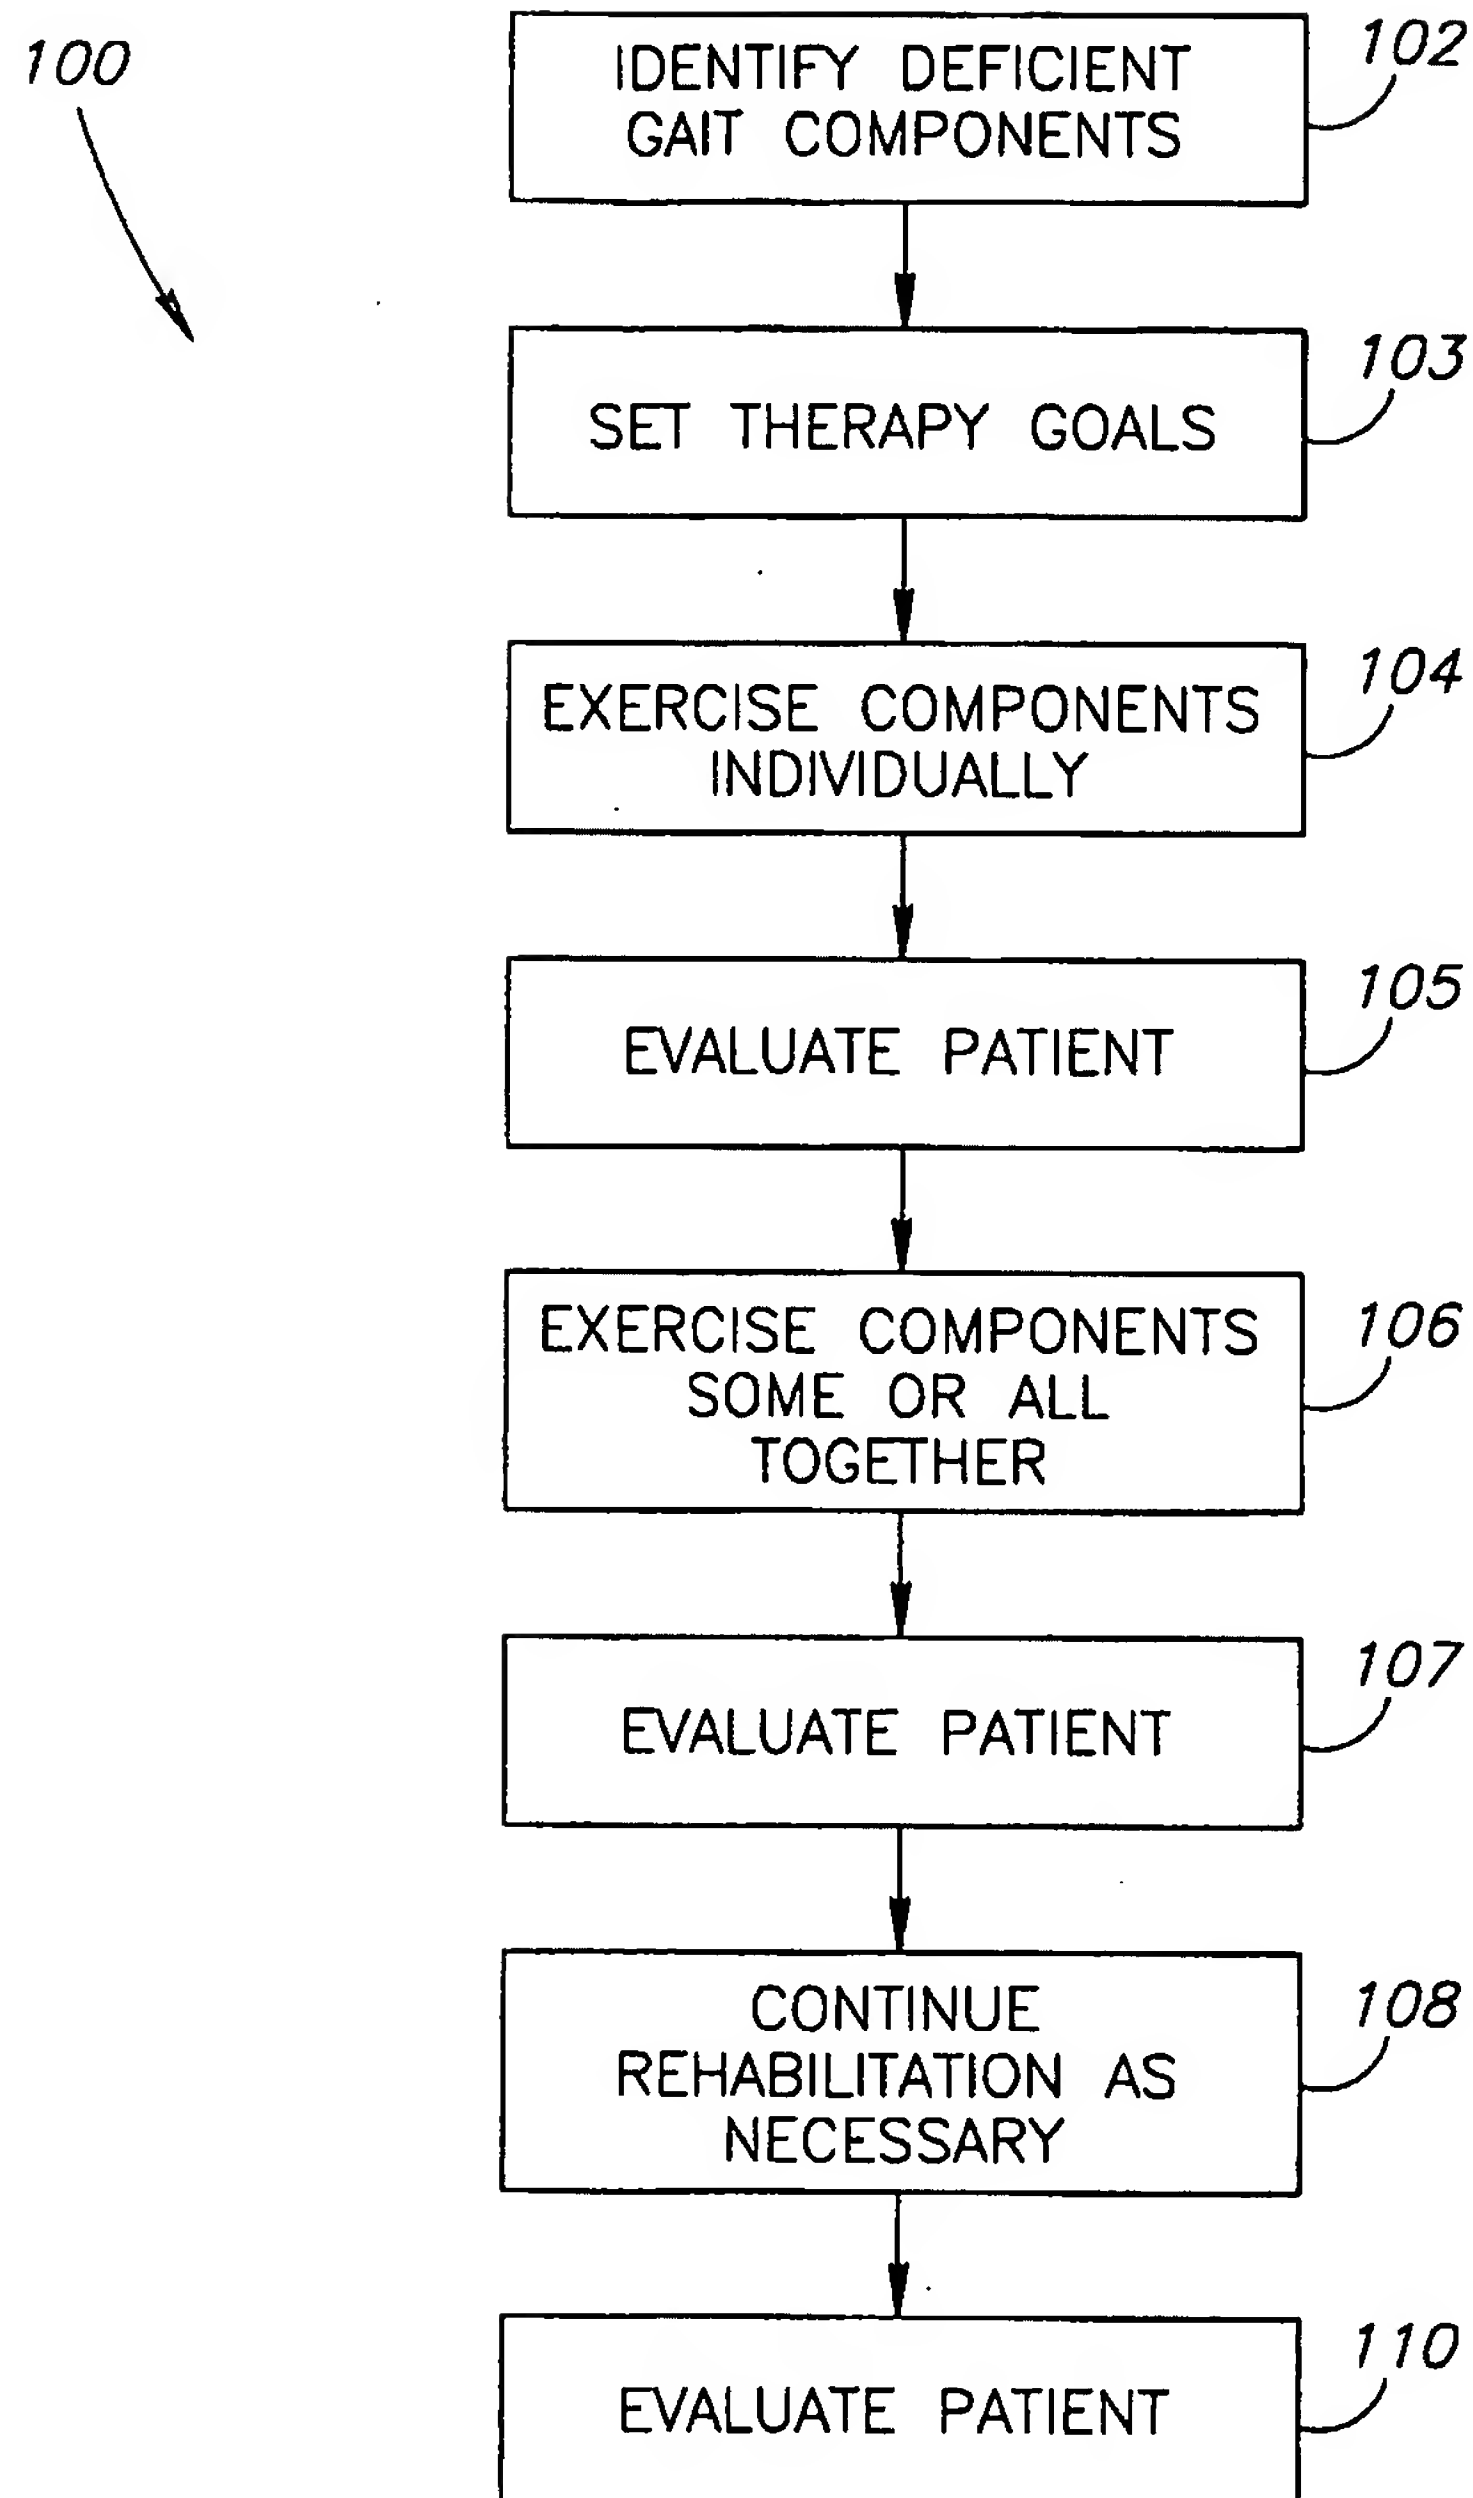 100
102
IDENTIFY DEFICIENT
GAIT COMPONENTS
103
SET THERAPY GOALS
104
EXERCISE COMPONENTS
INDIVIDUALLY
105
EVALUATE PATIENT
106
EXERCISE COMPONENTS
SOME OR ALL
TOGETHER
107
EVALUATE PATIENT
108
CONTINUE
REHABILITATION AS
NECESSARY
110
EVALUATE PATIENT